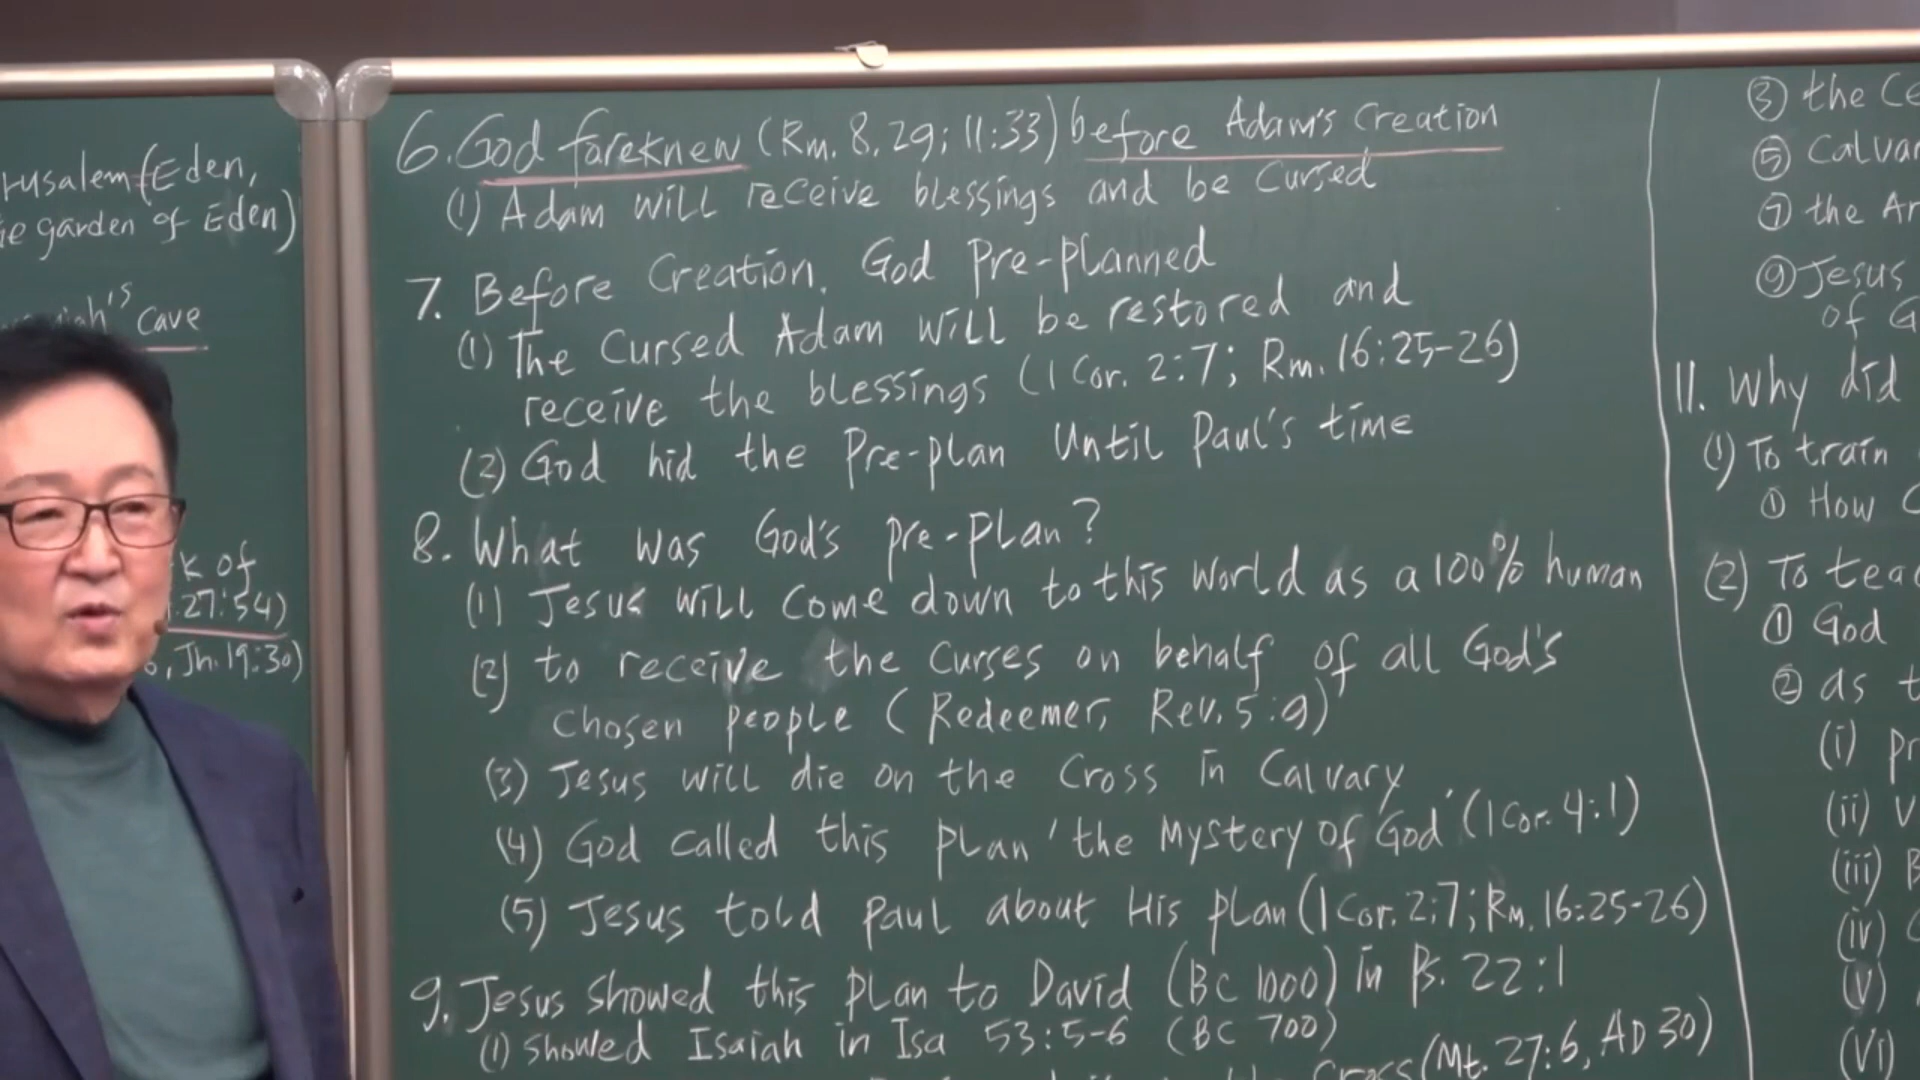 rusalem (Eden,
garden of Eden)
's cave
k of
27:54)
, Jh. 19:30)
6. God foreknew (Rm. 8. 29; 11:33) before Adam's Creation
(1) Adam will receive blessings and be cursed
7. Before Creation. God Pre-planned
(1) The Cursed Adam will be restored and
receive the blessings (1 Cor. 2:7; Rm. 16:25-26)
(2) God hid the Pre-plan Until Paul's time
8. What was God's Pre-plan?
(1) Jesus will come down to this world as a 100% human
(2) to receive the curses on behalf of all God's
chosen people (Redeemer, Rev. 5:9)
(3) Jesus will die on the Cross in Calvary
(4) God called this plan 'the Mystery of God' (1 Cor. 4:1)
(5) Jesus told Paul about His plan (1 Cor. 2:7; Rm. 16:25-26)
9. Jesus showed this plan to David (BC 1000) in Ps. 22:1
(1) showed Isaiah in Isa 53:5-6 (BC 700)
Cross (Mt. 27:6, AD 30)
③ the Ce
⑤ Calvar
⑦ the Ar
⑨ Jesus
of G
11. Why did
(1) To train
① How
(2) To teac
① God
② as t
(i) pr
(ii) V
(iii) B
(iv)
(v)
(vi)